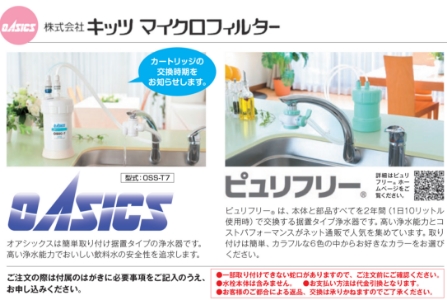 OASICS 株式会社 キッツ マイクロフィルター
カートリッジの
交換時期を
お知らせします。
型式:OSS-T7
OASICS
オアシックスは簡単取り付け据置タイプの浄水器です。
高い浄水能力でおいしい飲料水の安全性を追求します。
ピュリフリー®
詳細はピュリ
フリー® ホー
ムページをご
覧ください。
ピュリフリー®は、本体と部品すべてを2年間(1日10リットル
使用時)で交換する据置タイプ浄水器です。高い浄水能力とコ
ストパフォーマンスがネット通販で人気を集めています。取り
付けは簡単、カラフルな6色の中からお好きなカラーをお選び
ください。
ご注文の際は付属のはがきに必要事項をご記入のうえ、
お申し込みください。
●一部取り付けできない蛇口がありますので、ご注文前にご確認ください。
●水栓本体は含みません。 ●お支払い方法は代金引換となります。
●お客様のご都合による返品、交換は承りかねますのでご了承ください。